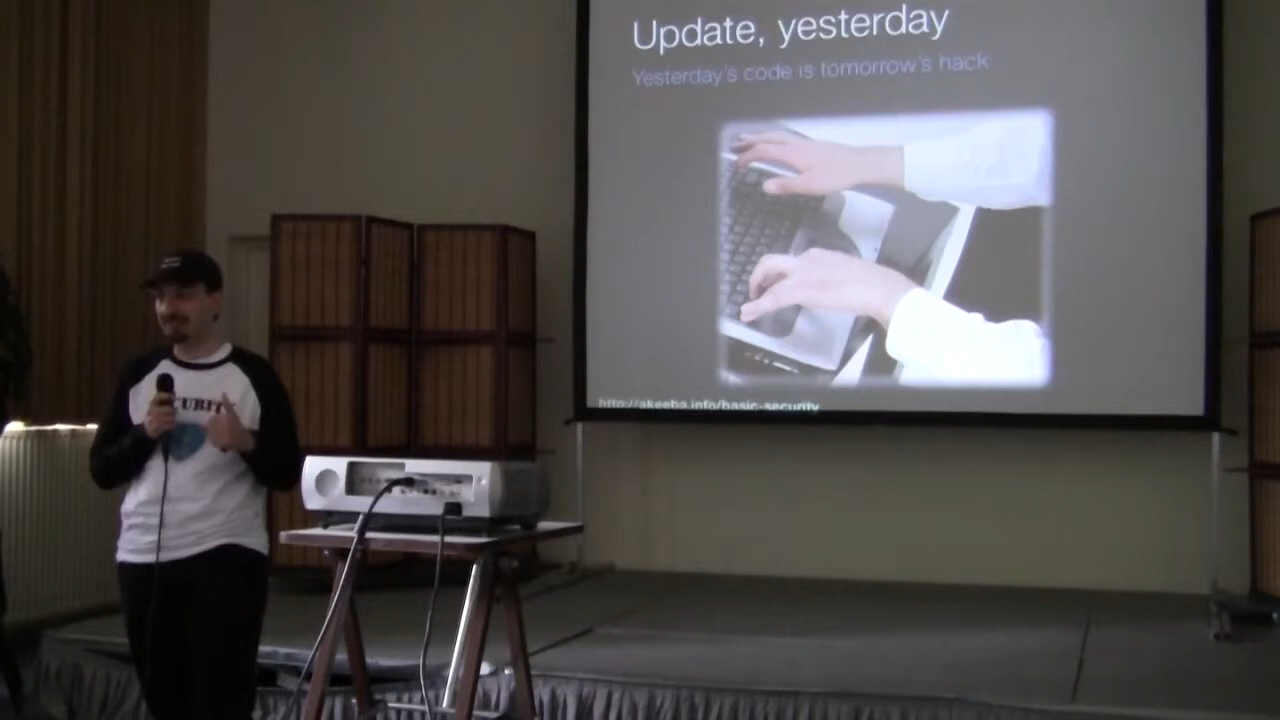 Update, yesterday
Yesterday's code is tomorrow's hack
http://akeeba.info/basic-security